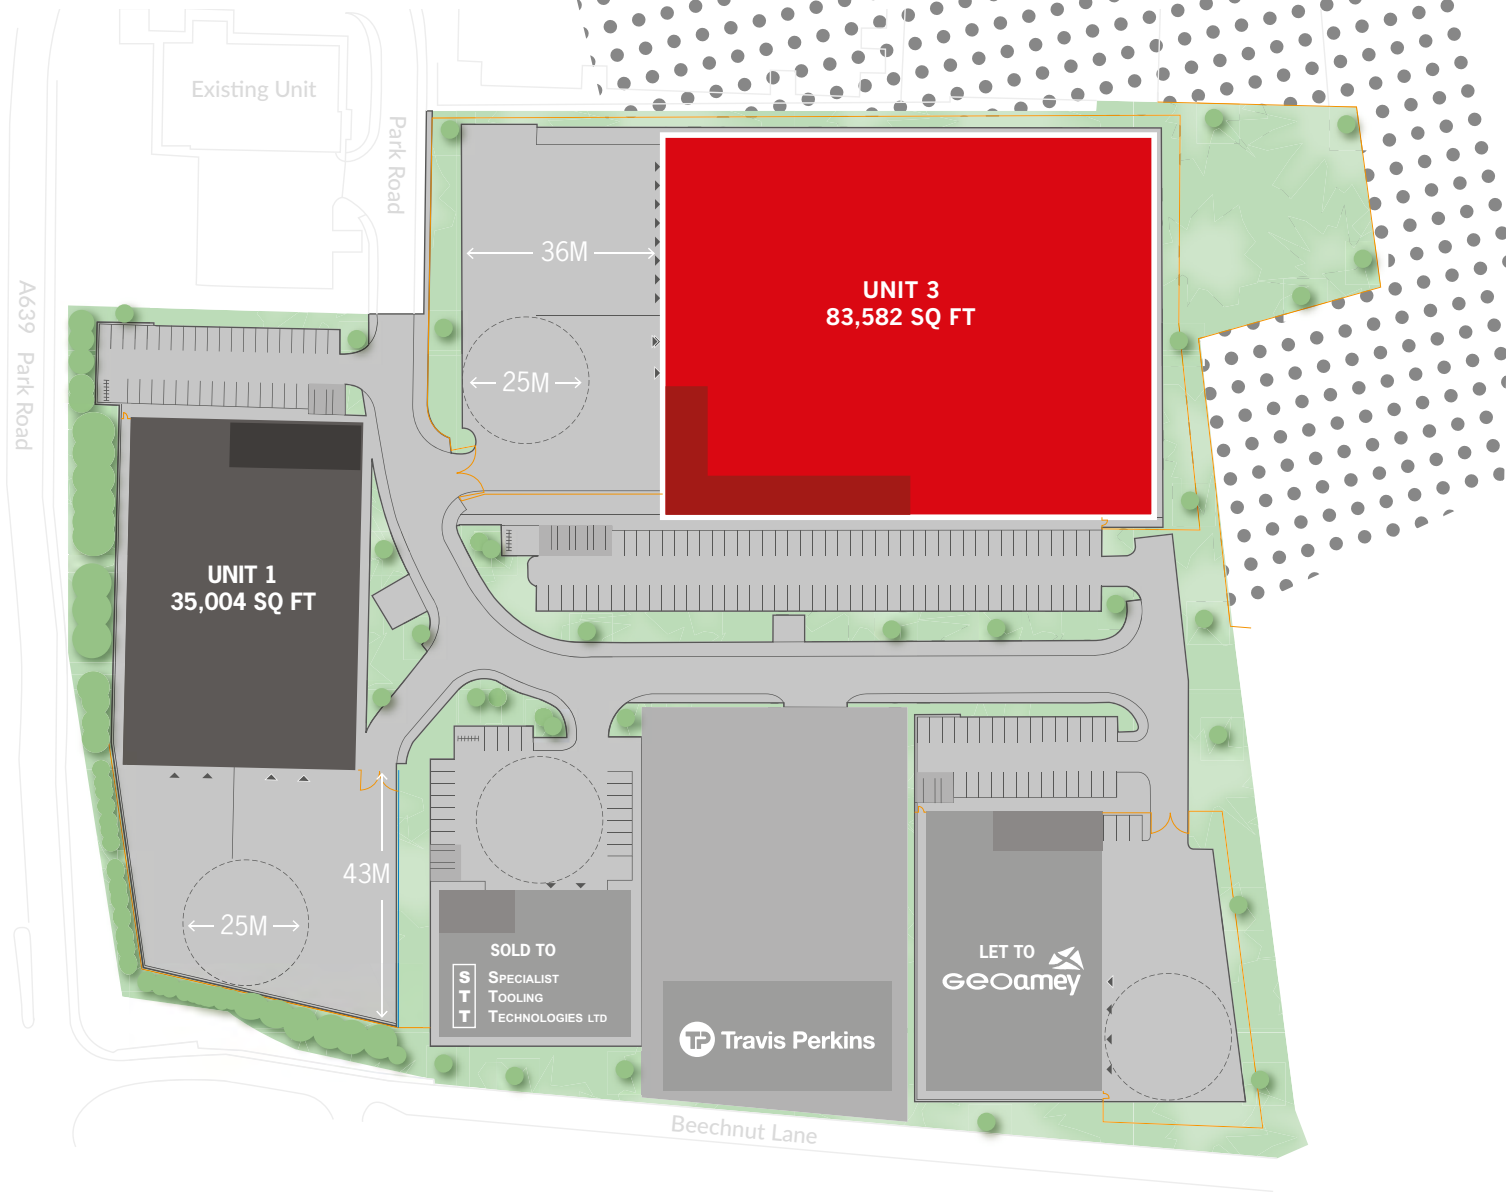 Existing Unit
Park Road
A639 Park Road
36M
25M
UNIT 3
83,582 SQ FT
UNIT 1
35,004 SQ FT
43M
25M
SOLD TO
S SPECIALIST
T TOOLING
T TECHNOLOGIES LTD
TP Travis Perkins
LET TO
GEOamey
Beechnut Lane